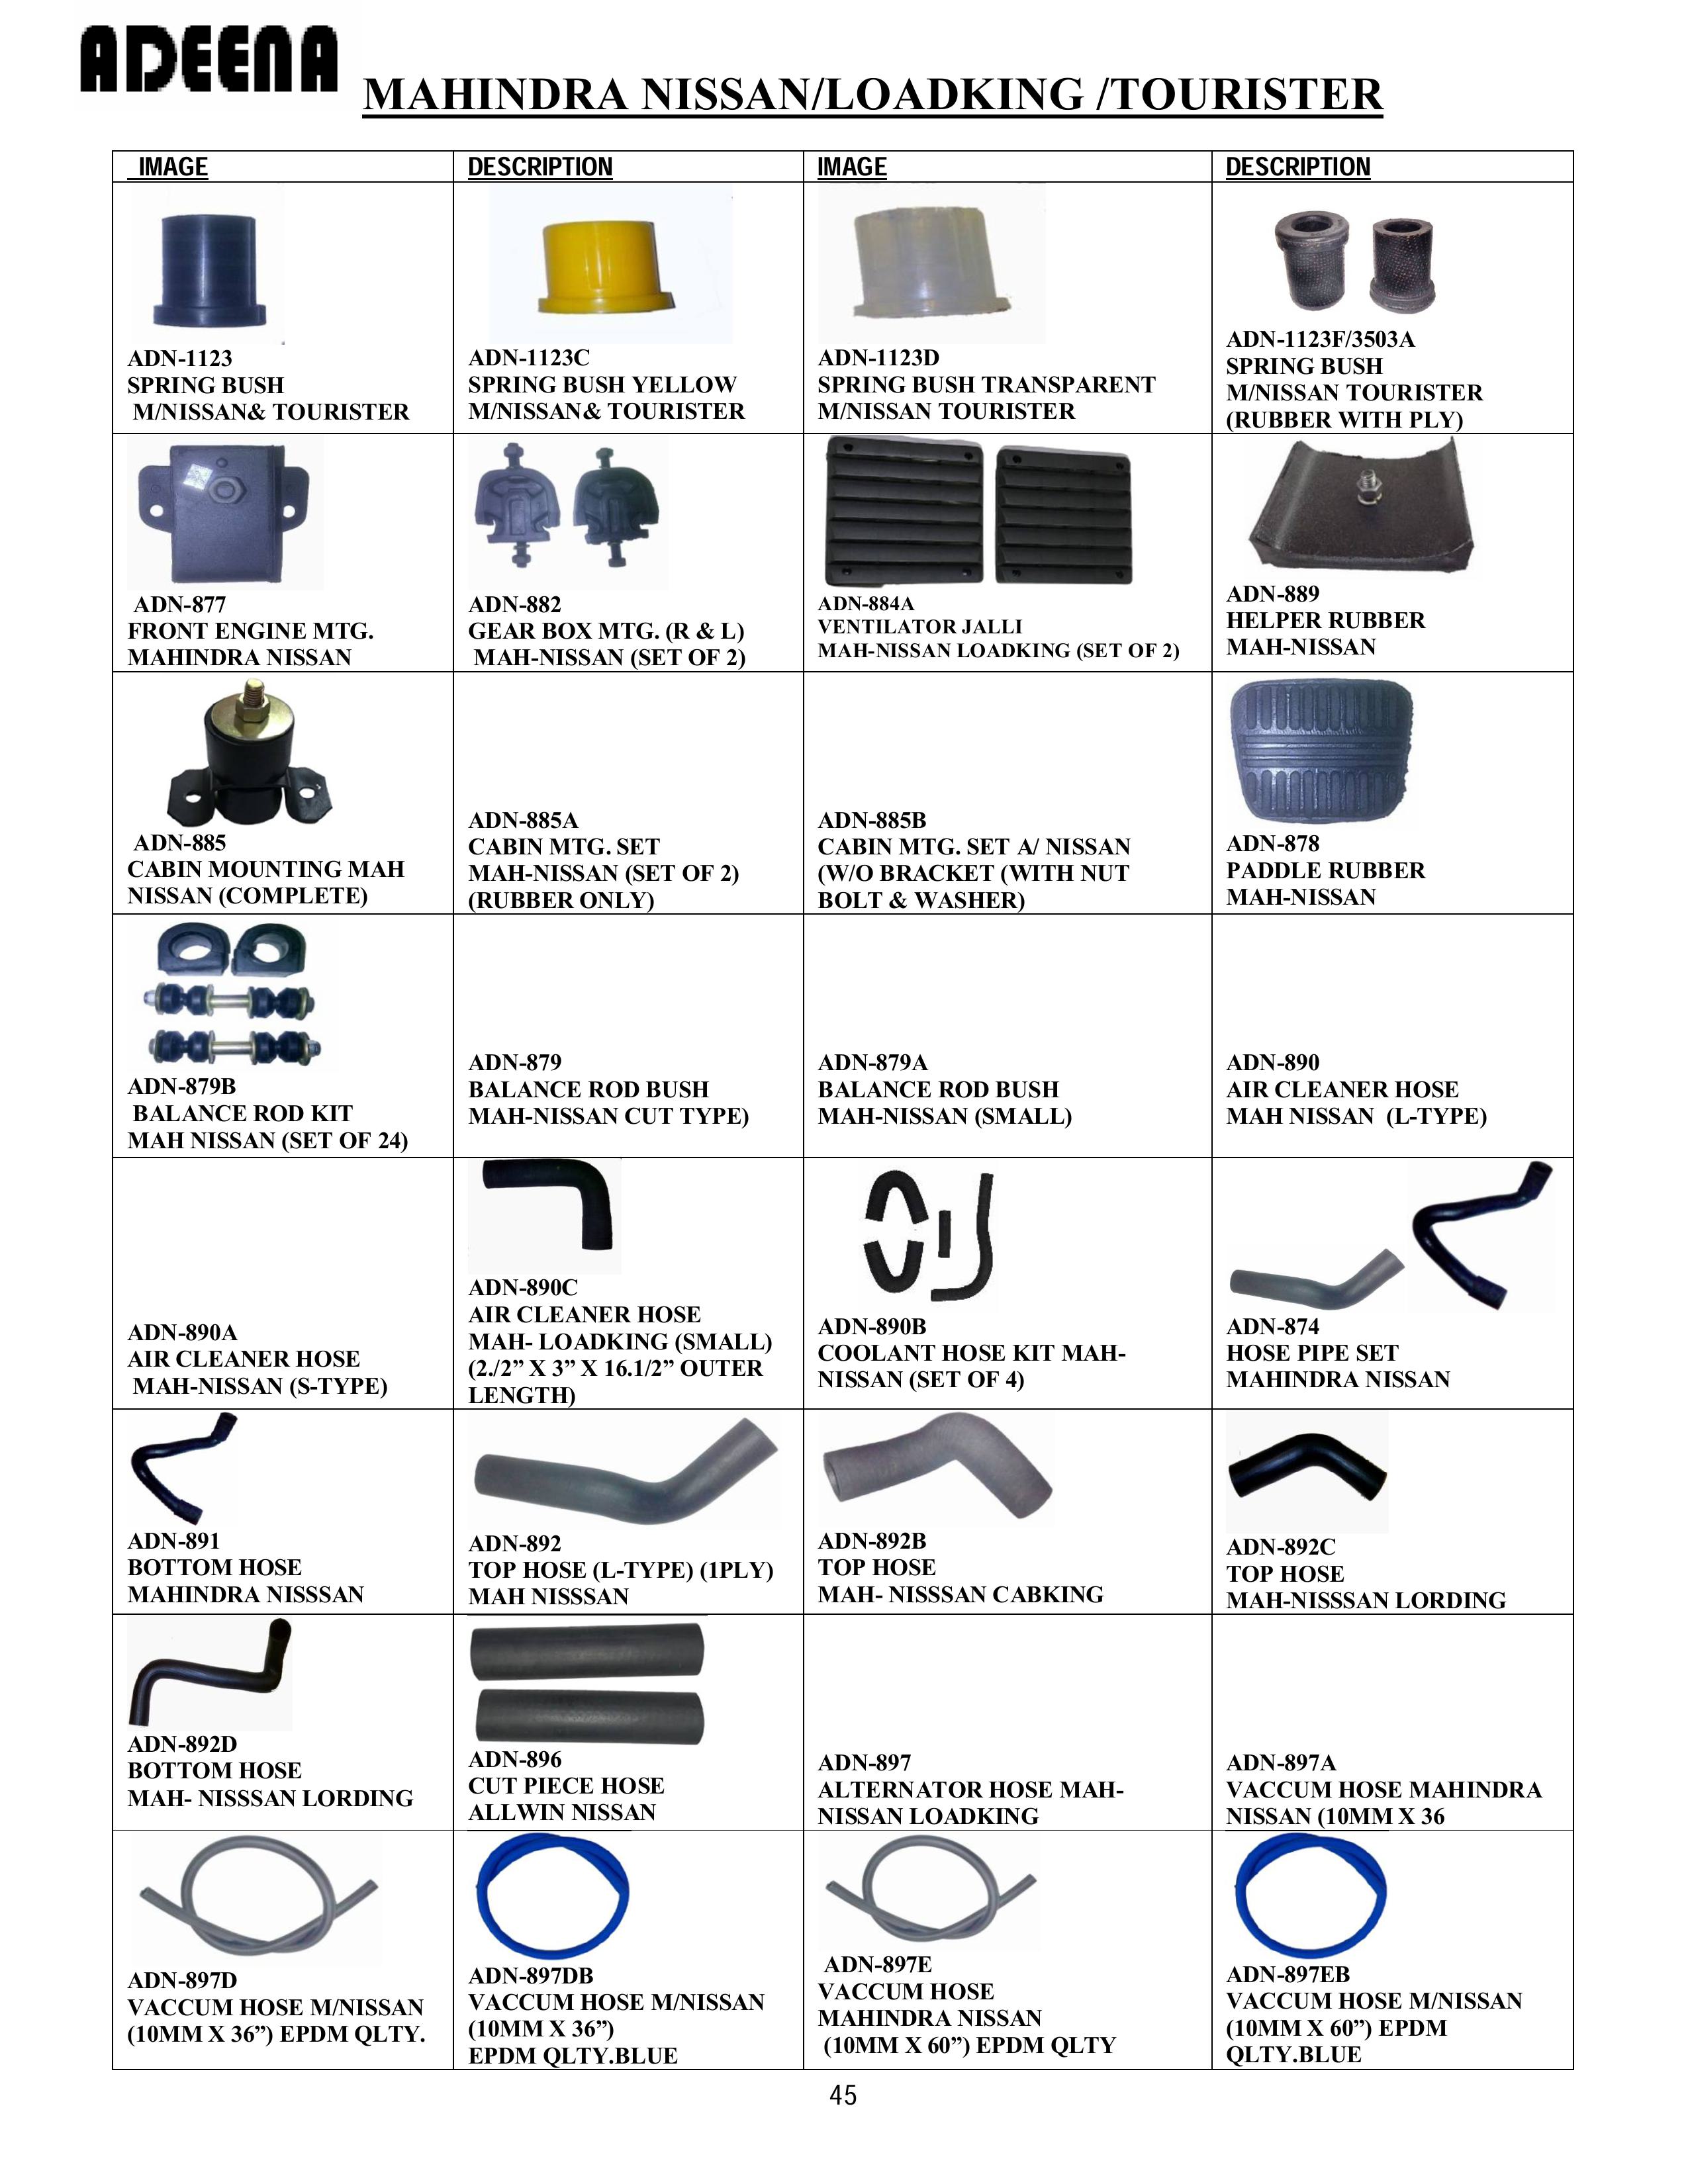 ADEENA
MAHINDRA NISSAN/LOADKING /TOURISTER
IMAGE
DESCRIPTION
IMAGE
DESCRIPTION
ADN-1123
SPRING BUSH
M/NISSAN& TOURISTER
ADN-1123C
SPRING BUSH YELLOW
M/NISSAN& TOURISTER
ADN-1123D
SPRING BUSH TRANSPARENT
M/NISSAN TOURISTER
ADN-1123F/3503A
SPRING BUSH
M/NISSAN TOURISTER
(RUBBER WITH PLY)
ADN-877
FRONT ENGINE MTG.
MAHINDRA NISSAN
ADN-882
GEAR BOX MTG. (R & L)
MAH-NISSAN (SET OF 2)
ADN-884A
VENTILATOR JALLI
MAH-NISSAN LOADKING (SET OF 2)
ADN-889
HELPER RUBBER
MAH-NISSAN
ADN-885
CABIN MOUNTING MAH
NISSAN (COMPLETE)
ADN-885A
CABIN MTG. SET
MAH-NISSAN (SET OF 2)
(RUBBER ONLY)
ADN-885B
CABIN MTG. SET A/ NISSAN
(W/O BRACKET (WITH NUT
BOLT & WASHER)
ADN-878
PADDLE RUBBER
MAH-NISSAN
ADN-879B
BALANCE ROD KIT
MAH NISSAN (SET OF 24)
ADN-879
BALANCE ROD BUSH
MAH-NISSAN CUT TYPE)
ADN-879A
BALANCE ROD BUSH
MAH-NISSAN (SMALL)
ADN-890
AIR CLEANER HOSE
MAH NISSAN (L-TYPE)
ADN-890A
AIR CLEANER HOSE
MAH-NISSAN (S-TYPE)
ADN-890C
AIR CLEANER HOSE
MAH- LOADKING (SMALL)
(2./2” X 3” X 16.1/2” OUTER
LENGTH)
ADN-890B
COOLANT HOSE KIT MAH-
NISSAN (SET OF 4)
ADN-874
HOSE PIPE SET
MAHINDRA NISSAN
ADN-891
BOTTOM HOSE
MAHINDRA NISSSAN
ADN-892
TOP HOSE (L-TYPE) (1PLY)
MAH NISSSAN
ADN-892B
TOP HOSE
MAH- NISSSAN CABKING
ADN-892C
TOP HOSE
MAH-NISSSAN LORDING
ADN-892D
BOTTOM HOSE
MAH- NISSSAN LORDING
ADN-896
CUT PIECE HOSE
ALLWIN NISSAN
ADN-897
ALTERNATOR HOSE MAH-
NISSAN LOADKING
ADN-897A
VACCUM HOSE MAHINDRA
NISSAN (10MM X 36
ADN-897D
VACCUM HOSE M/NISSAN
(10MM X 36”) EPDM QLTY.
ADN-897DB
VACCUM HOSE M/NISSAN
(10MM X 36”)
EPDM QLTY.BLUE
ADN-897E
VACCUM HOSE
MAHINDRA NISSAN
(10MM X 60”) EPDM QLTY
ADN-897EB
VACCUM HOSE M/NISSAN
(10MM X 60”) EPDM
QLTY.BLUE
45